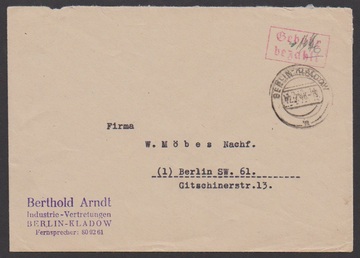 Gebühr
bezahlt
BERLIN-KLADOW
Firma
W. Möbes Nachf.
(1) Berlin SW. 61.
Gitschinerstr.13.
Berthold Arndt
Industrie-Vertretungen
BERLIN-KLADOW
Fernsprecher: 80 92 61